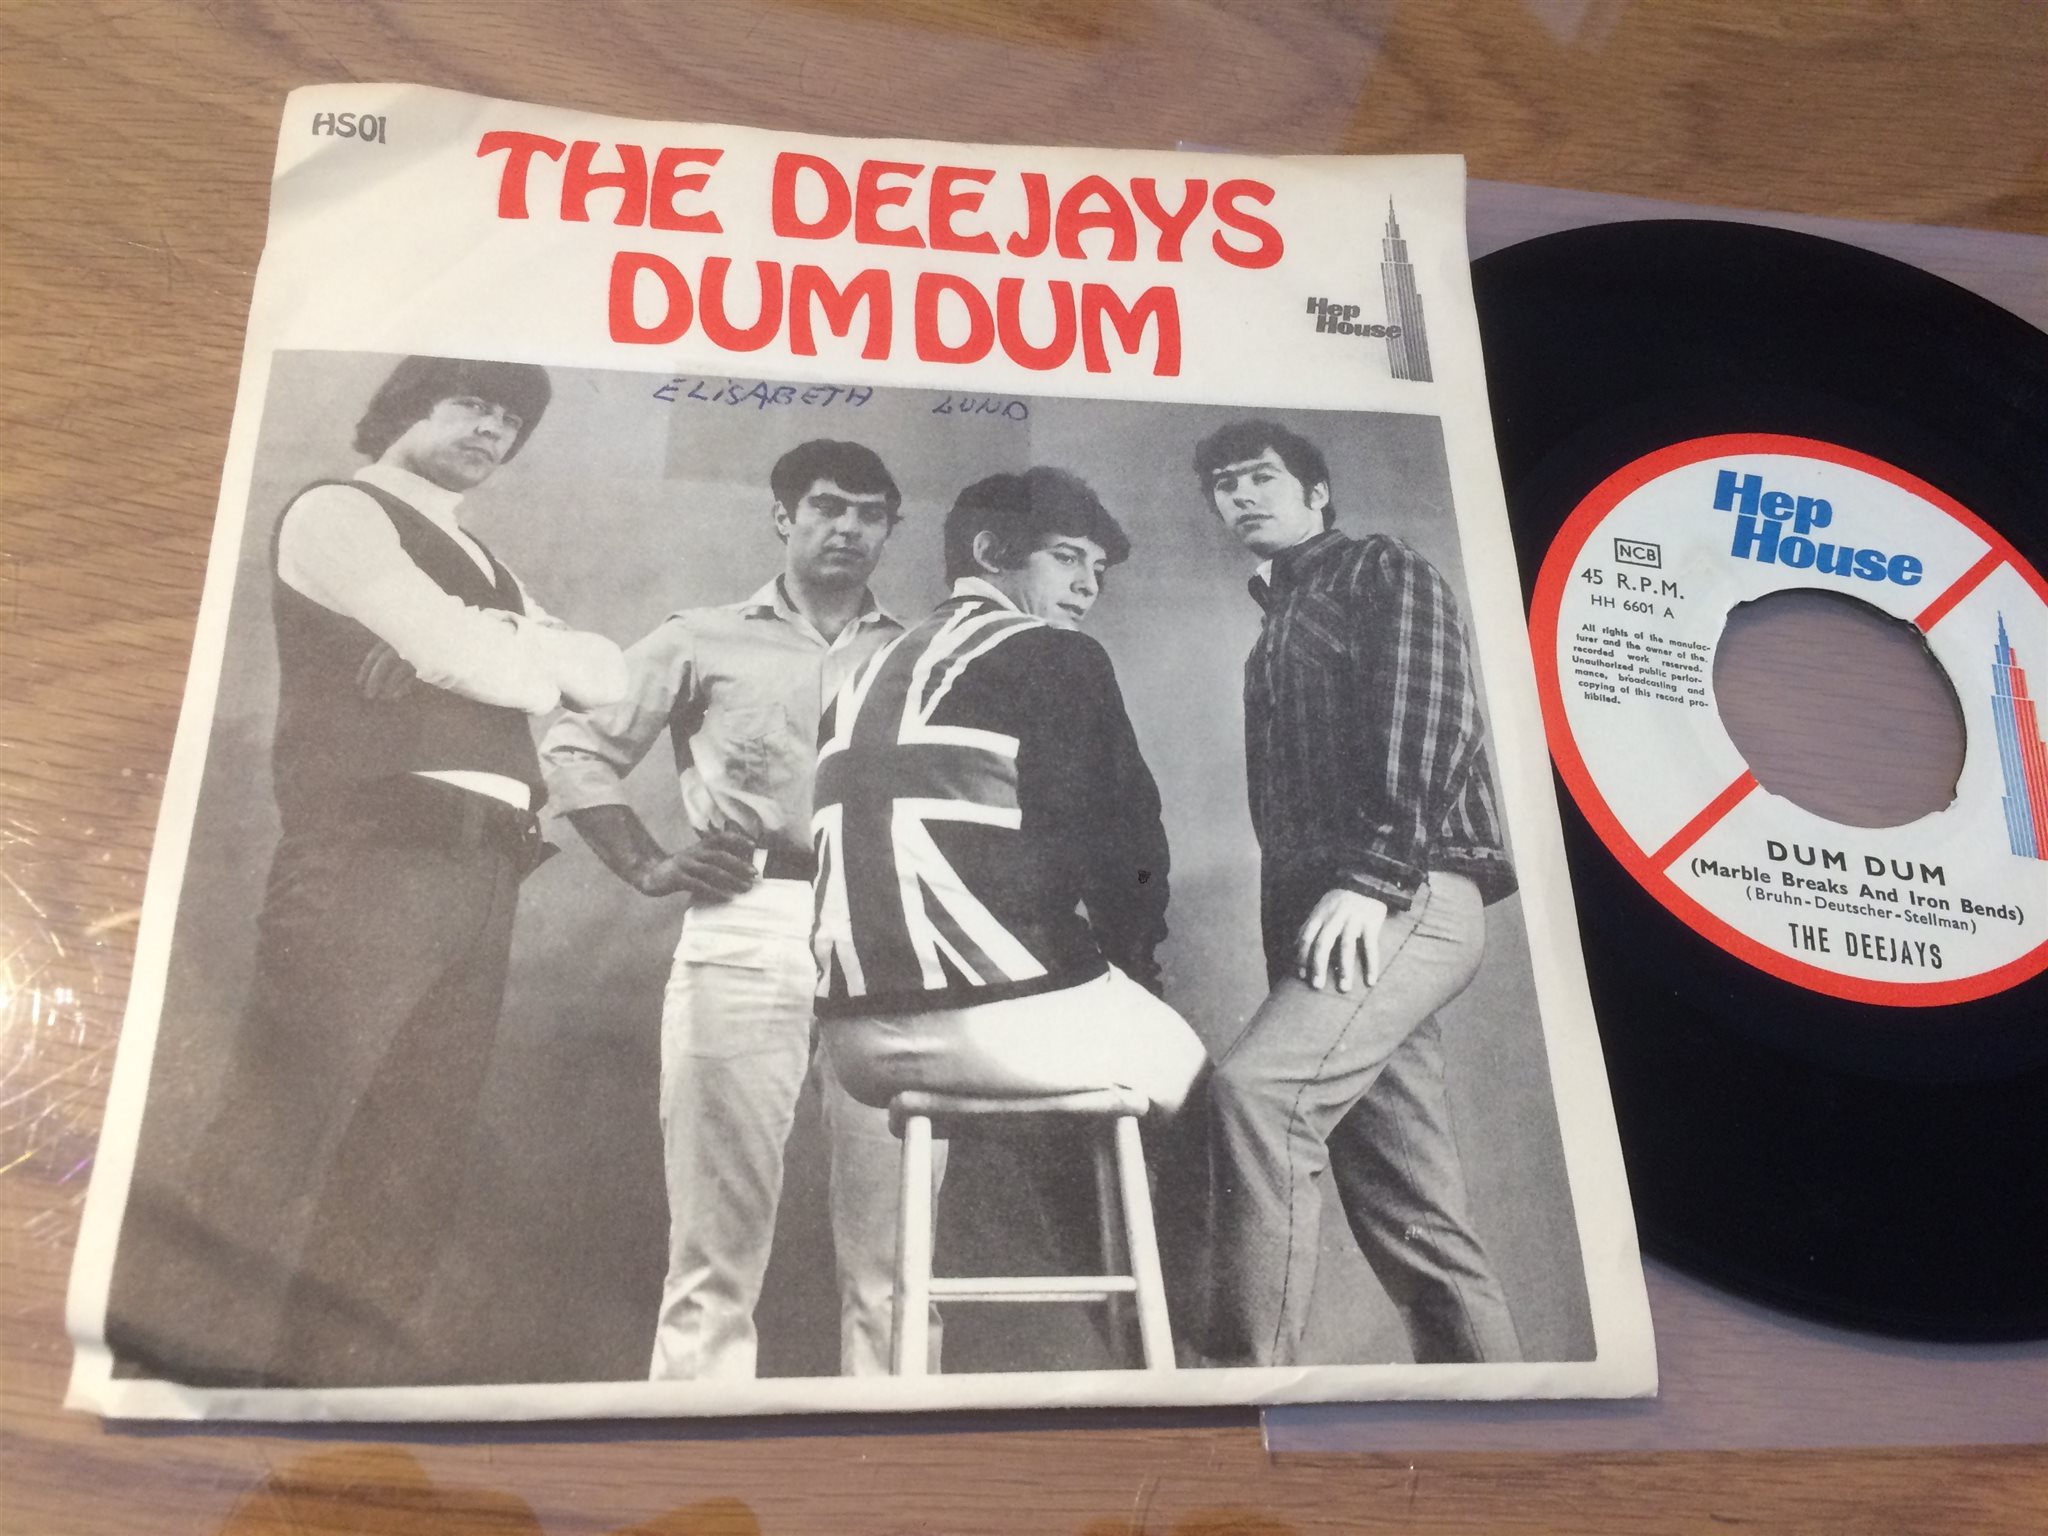 HS01
THE DEEJAYS
DUM DUM
Hep
House
ELISABETH LUND
Hep
House
NCB
45 R.P.M.
HH 6601 A
All rights of the manufac-
turer and the owner of the
recorded work reserved.
Unauthorized public perfor-
mance, broadcasting and
copying of this record pro-
hibited.
DUM DUM
(Marble Breaks And Iron Bends)
(Bruhn-Deutscher-Stellman)
THE DEEJAYS